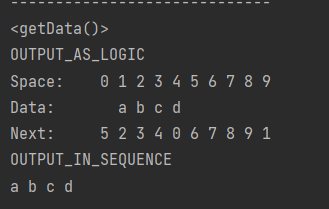 ----------------------------
<getData()>
OUTPUT_AS_LOGIC
Space:    0 1 2 3 4 5 6 7 8 9
Data:       a b c d
Next:     5 2 3 4 0 6 7 8 9 1
OUTPUT_IN_SEQUENCE
a b c d